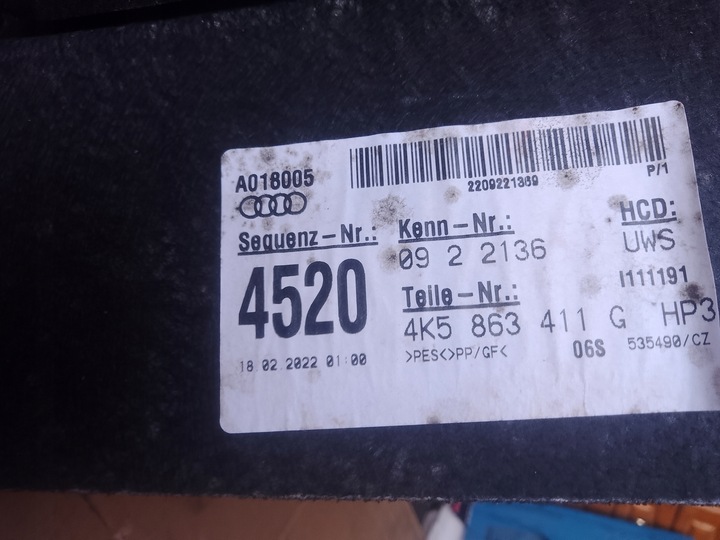 A018005
2209221369
P/1
Sequenz-Nr.:
Kenn-Nr.:
HCD:
4520
09 2 2136
UWS
I111191
Teile-Nr.:
4K5 863 411 G HP3
18.02.2022 01:00
>PES<>PP/GF<
06S
535490/CZ